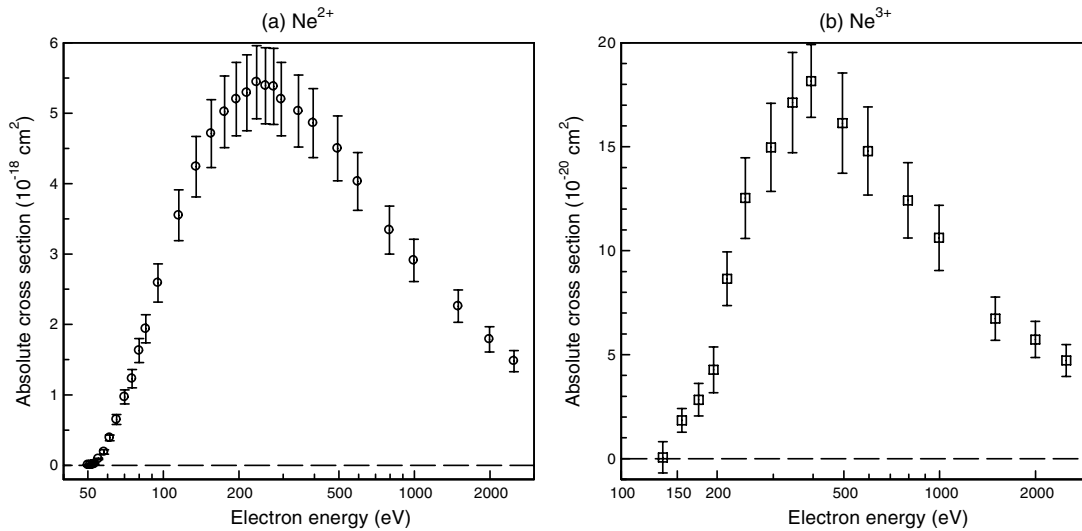 (a) Ne²⁺
Absolute cross section (10⁻¹⁸ cm²)
6
5
4
3
2
1
0
50 100 200 500 1000 2000
Electron energy (eV)
(b) Ne³⁺
Absolute cross section (10⁻²⁰ cm²)
20
15
10
5
0
100 150 200 500 1000 2000
Electron energy (eV)